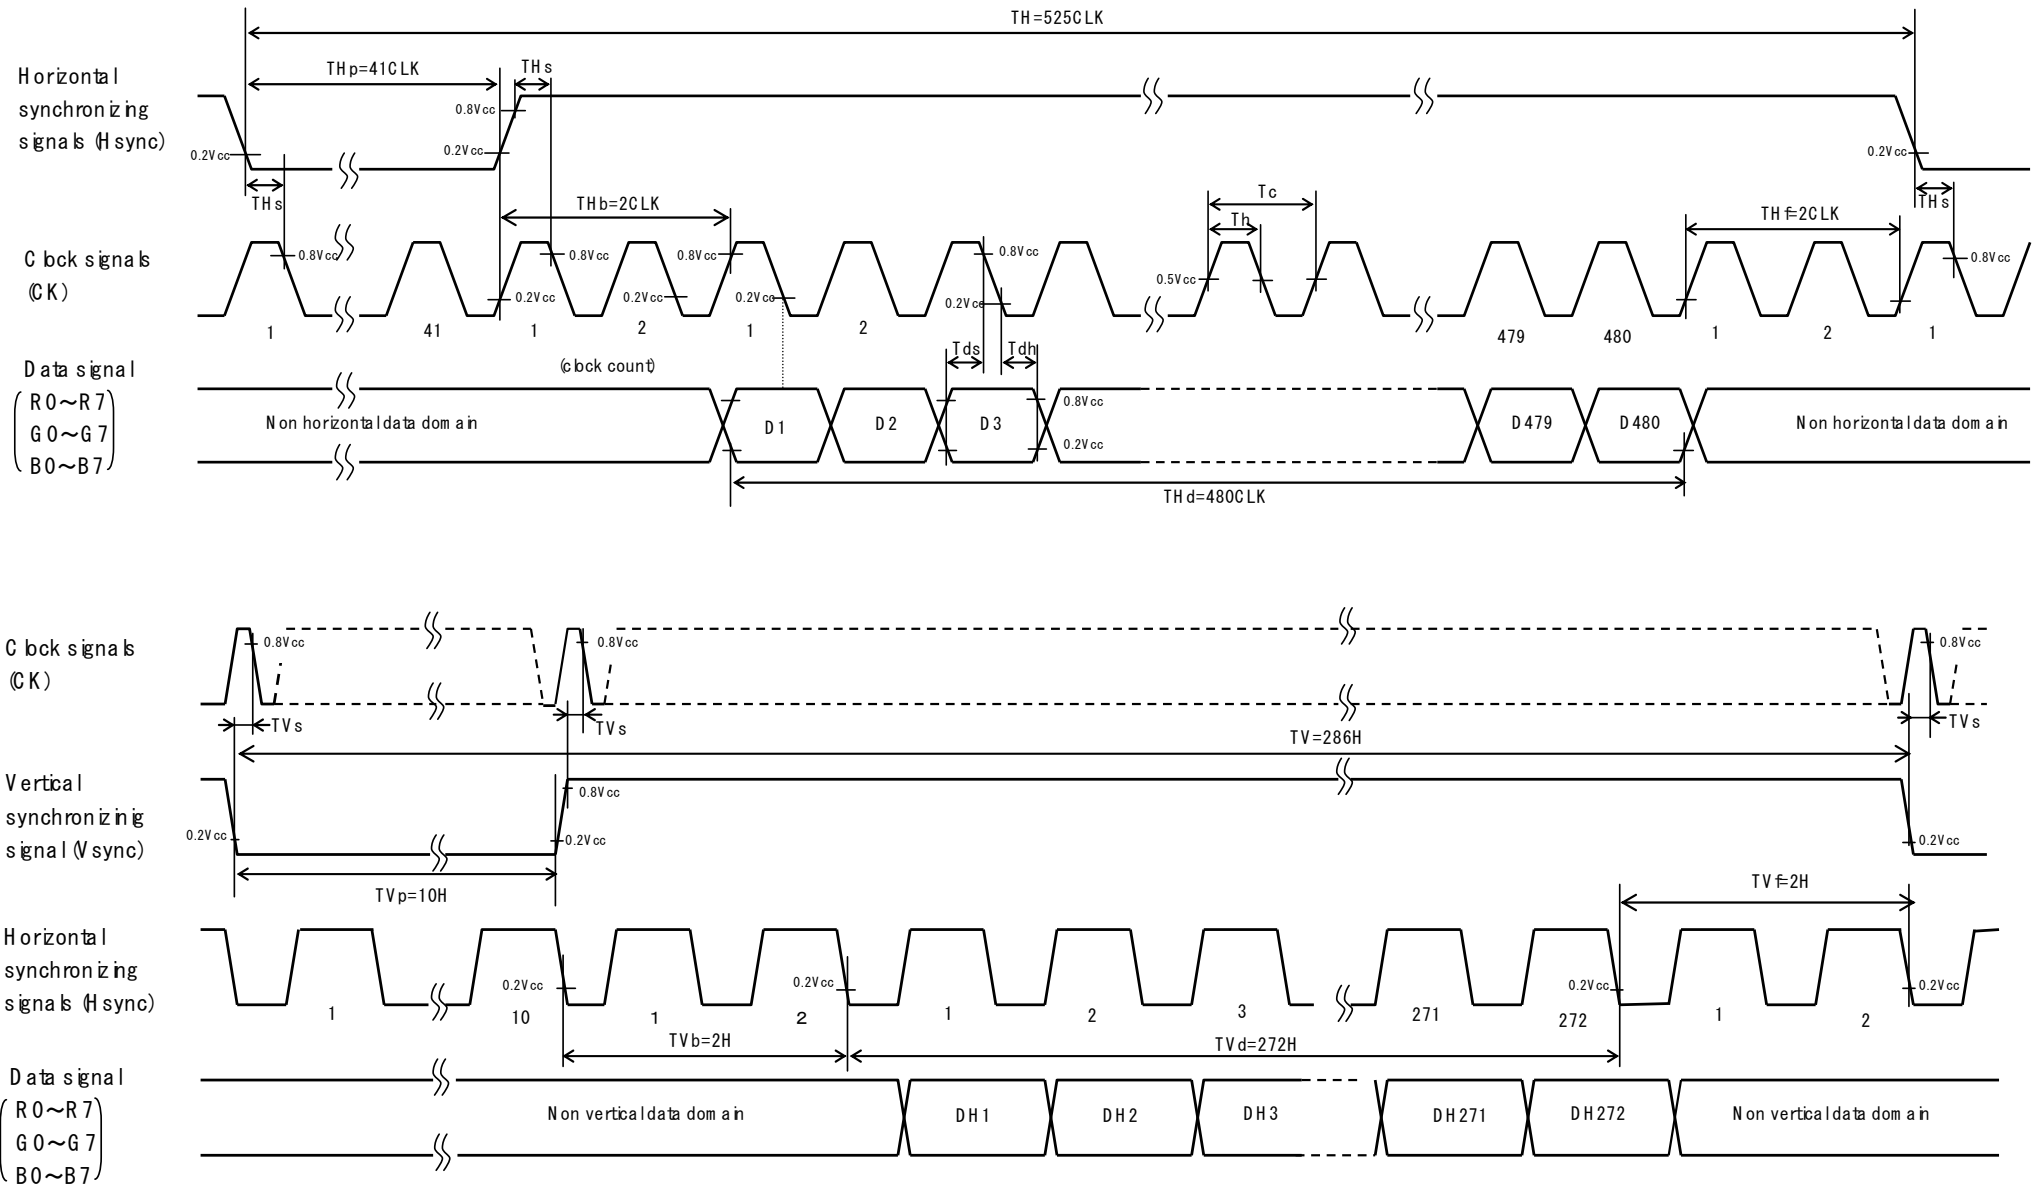 TH=525CLK
Horizontal
synchronizing
signals (Hsync)
THp=41CLK
THs
0.8Vcc
0.2Vcc
0.2Vcc
0.2Vcc
THs
THb=2CLK
Tc
Th
THf=2CLK
THs
Clock signals
(CK)
0.8Vcc
0.8Vcc
0.8Vcc
0.8Vcc
0.5Vcc
0.8Vcc
0.2Vcc
0.2Vcc
0.2Vcc
0.2Vcc
1
41
1
2
1
2
479
480
1
2
1
(clock count)
Tds
Tdh
Data signal
R0~R7
G0~G7
B0~B7
Non horizontal data domain
D1
D2
D3
0.8Vcc
0.2Vcc
D479
D480
Non horizontal data domain
THd=480CLK
Clock signals
(CK)
0.8Vcc
0.8Vcc
0.8Vcc
TVs
TVs
TVs
TV=286H
Vertical
synchronizinig
signal (Vsync)
0.2Vcc
0.8Vcc
0.2Vcc
0.2Vcc
TVp=10H
TVf=2H
Horizontal
synchronizing
signals (Hsync)
0.2Vcc
0.2Vcc
0.2Vcc
0.2Vcc
1
10
1
2
1
2
3
271
272
1
2
TVb=2H
TVd=272H
Data signal
R0~R7
G0~G7
B0~B7
Non vertical data domain
DH1
DH2
DH3
DH271
DH272
Non vertical data domain